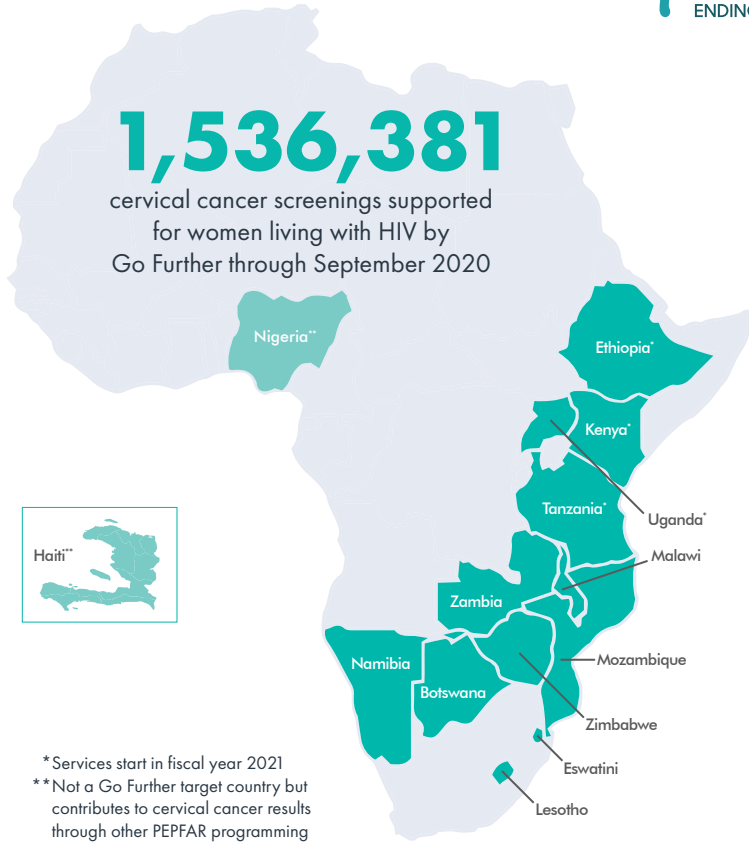 ENDING
1,536,381
cervical cancer screenings supported
for women living with HIV by
Go Further through September 2020
Nigeria**
Ethiopia*
Kenya*
Tanzania*
Uganda*
Haiti**
Malawi
Zambia
Mozambique
Namibia
Botswana
Zimbabwe
Eswatini
Lesotho
*Services start in fiscal year 2021
**Not a Go Further target country but
contributes to cervical cancer results
through other PEPFAR programming